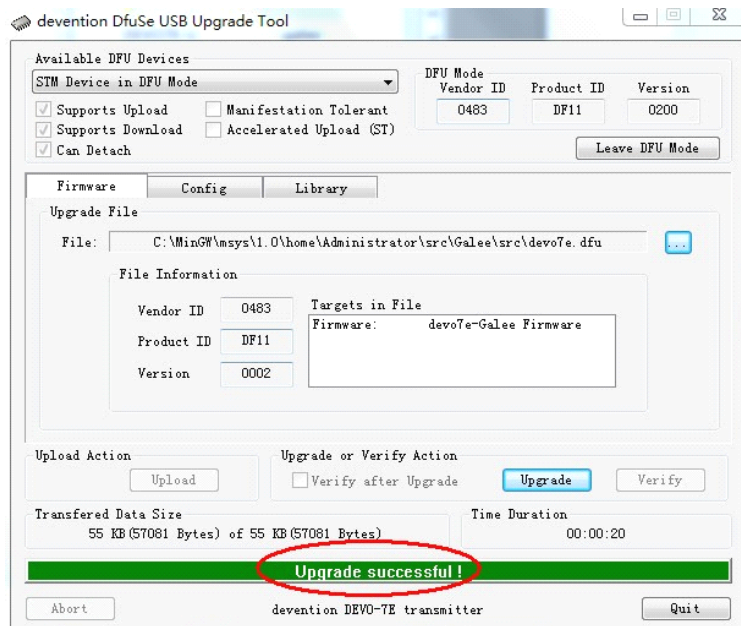 devention DfuSe USB Upgrade Tool
Available DFU Devices
STM Device in DFU Mode
Supports Upload
Manifestation Tolerant
Supports Download
Accelerated Upload (ST)
Can Detach
DFU Mode
Vendor ID Product ID Version
0483 DF11 0200
Leave DFU Mode
Firmware Config Library
Upgrade File
File: C:\MinGW\msys\1.0\home\Administrator\src\Galee\src\devo7e.dfu ...
File Information
Vendor ID 0483
Product ID DF11
Version 0002
Targets in File
Firmware: devo7e-Galee Firmware
Upload Action
Upload
Upgrade or Verify Action
Verify after Upgrade Upgrade Verify
Transfered Data Size
55 KB(57081 Bytes) of 55 KB(57081 Bytes)
Time Duration
00:00:20
Upgrade successful !
Abort devention DEVO-7E transmitter Quit